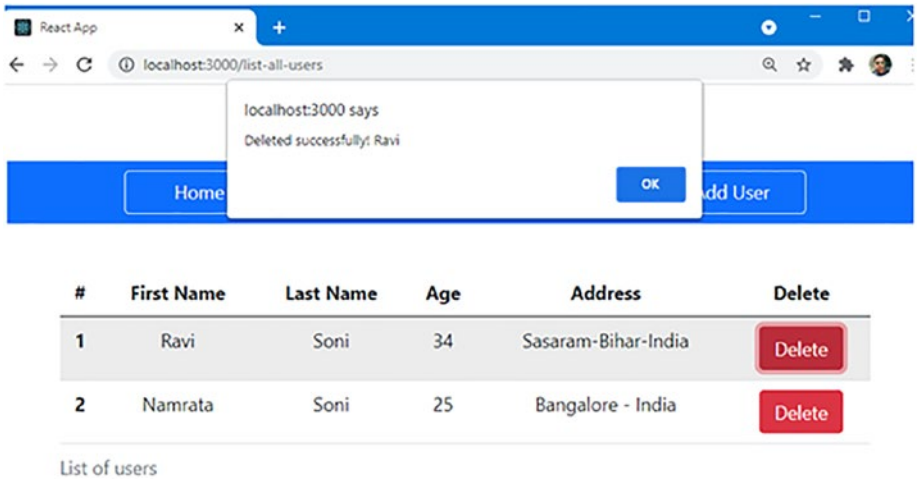 React App
localhost:3000/list-all-users
localhost:3000 says
Deleted successfully! Ravi
OK
Home
Add User
# First Name Last Name Age Address Delete
1 Ravi Soni 34 Sasaram-Bihar-India Delete
2 Namrata Soni 25 Bangalore - India Delete
List of users